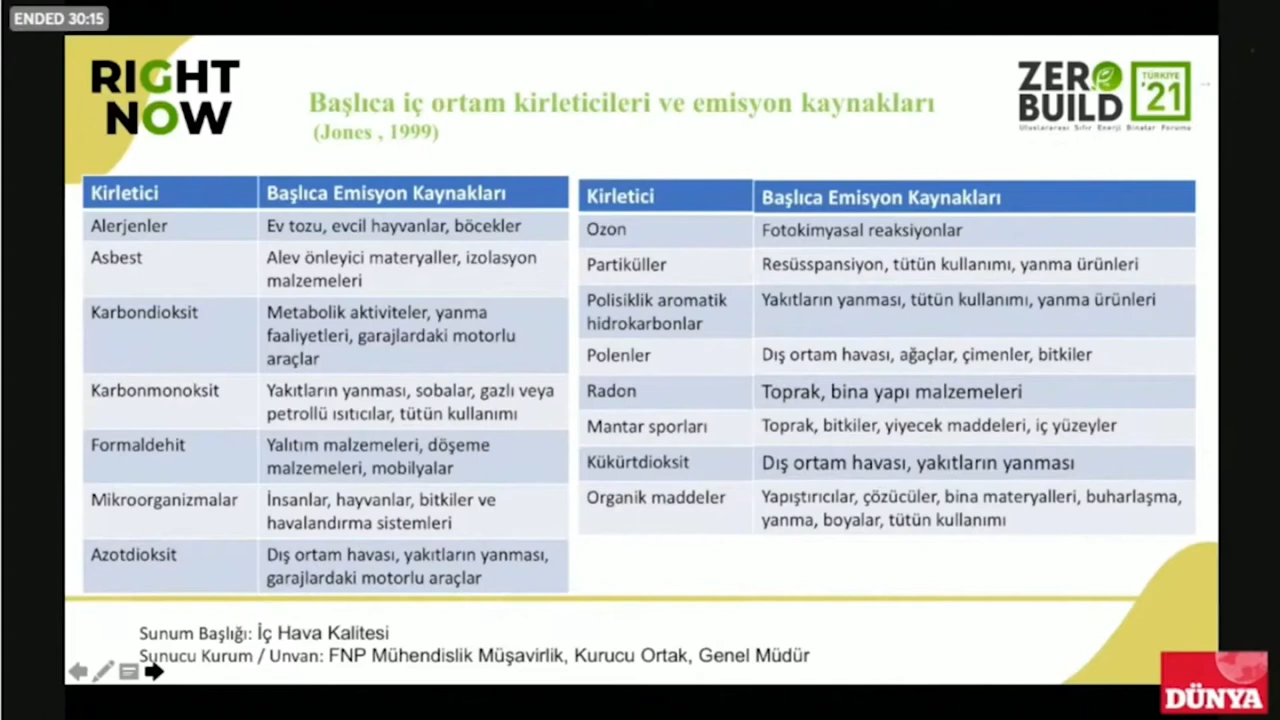 ENDED 30:15
RIGHT
NOW
Başlıca iç ortam kirleticileri ve emisyon kaynakları
(Jones , 1999)
ZERO
BUILD
TÜRKİYE
'21
Uluslararası Sıfır Enerji Binalar Forumu
Kirletici Başlıca Emisyon Kaynakları
Alerjenler Ev tozu, evcil hayvanlar, böcekler
Asbest Alev önleyici materyaller, izolasyon
malzemeleri
Karbondioksit Metabolik aktiviteler, yanma
faaliyetleri, garajlardaki motorlu
araçlar
Karbonmonoksit Yakıtların yanması, sobalar, gazlı veya
petrollü ısıtıcılar, tütün kullanımı
Formaldehit Yalıtım malzemeleri, döşeme
malzemeleri, mobilyalar
Mikroorganizmalar İnsanlar, hayvanlar, bitkiler ve
havalandırma sistemleri
Azotdioksit Dış ortam havası, yakıtların yanması,
garajlardaki motorlu araçlar
Kirletici Başlıca Emisyon Kaynakları
Ozon Fotokimyasal reaksiyonlar
Partiküller Resüsspansiyon, tütün kullanımı, yanma ürünleri
Polisiklik aromatik Yakıtların yanması, tütün kullanımı, yanma ürünleri
hidrokarbonlar
Polenler Dış ortam havası, ağaçlar, çimenler, bitkiler
Radon Toprak, bina yapı malzemeleri
Mantar sporları Toprak, bitkiler, yiyecek maddeleri, iç yüzeyler
Kükürtdioksit Dış ortam havası, yakıtların yanması
Organik maddeler Yapıştırıcılar, çözücüler, bina materyalleri, buharlaşma,
yanma, boyalar, tütün kullanımı
Sunum Başlığı: İç Hava Kalitesi
Sunucu Kurum / Unvan: FNP Mühendislik Müşavirlik, Kurucu Ortak, Genel Müdür
DÜNYA